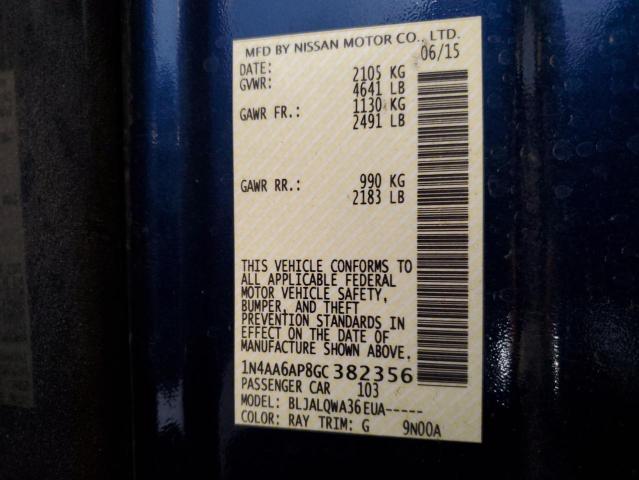 MFD BY NISSAN MOTOR CO., LTD.
DATE: 06/15
GVWR: 2105 KG
4641 LB
GAWR FR.: 1130 KG
2491 LB
GAWR RR.: 990 KG
2183 LB
THIS VEHICLE CONFORMS TO
ALL APPLICABLE FEDERAL
MOTOR VEHICLE SAFETY,
BUMPER, AND THEFT
PREVENTION STANDARDS IN
EFFECT ON THE DATE OF
MANUFACTURE SHOWN ABOVE.
1N4AA6AP8GC382356
PASSENGER CAR 103
MODEL: BLJALQWA36EUA-----
COLOR: RAY TRIM: G 9N00A